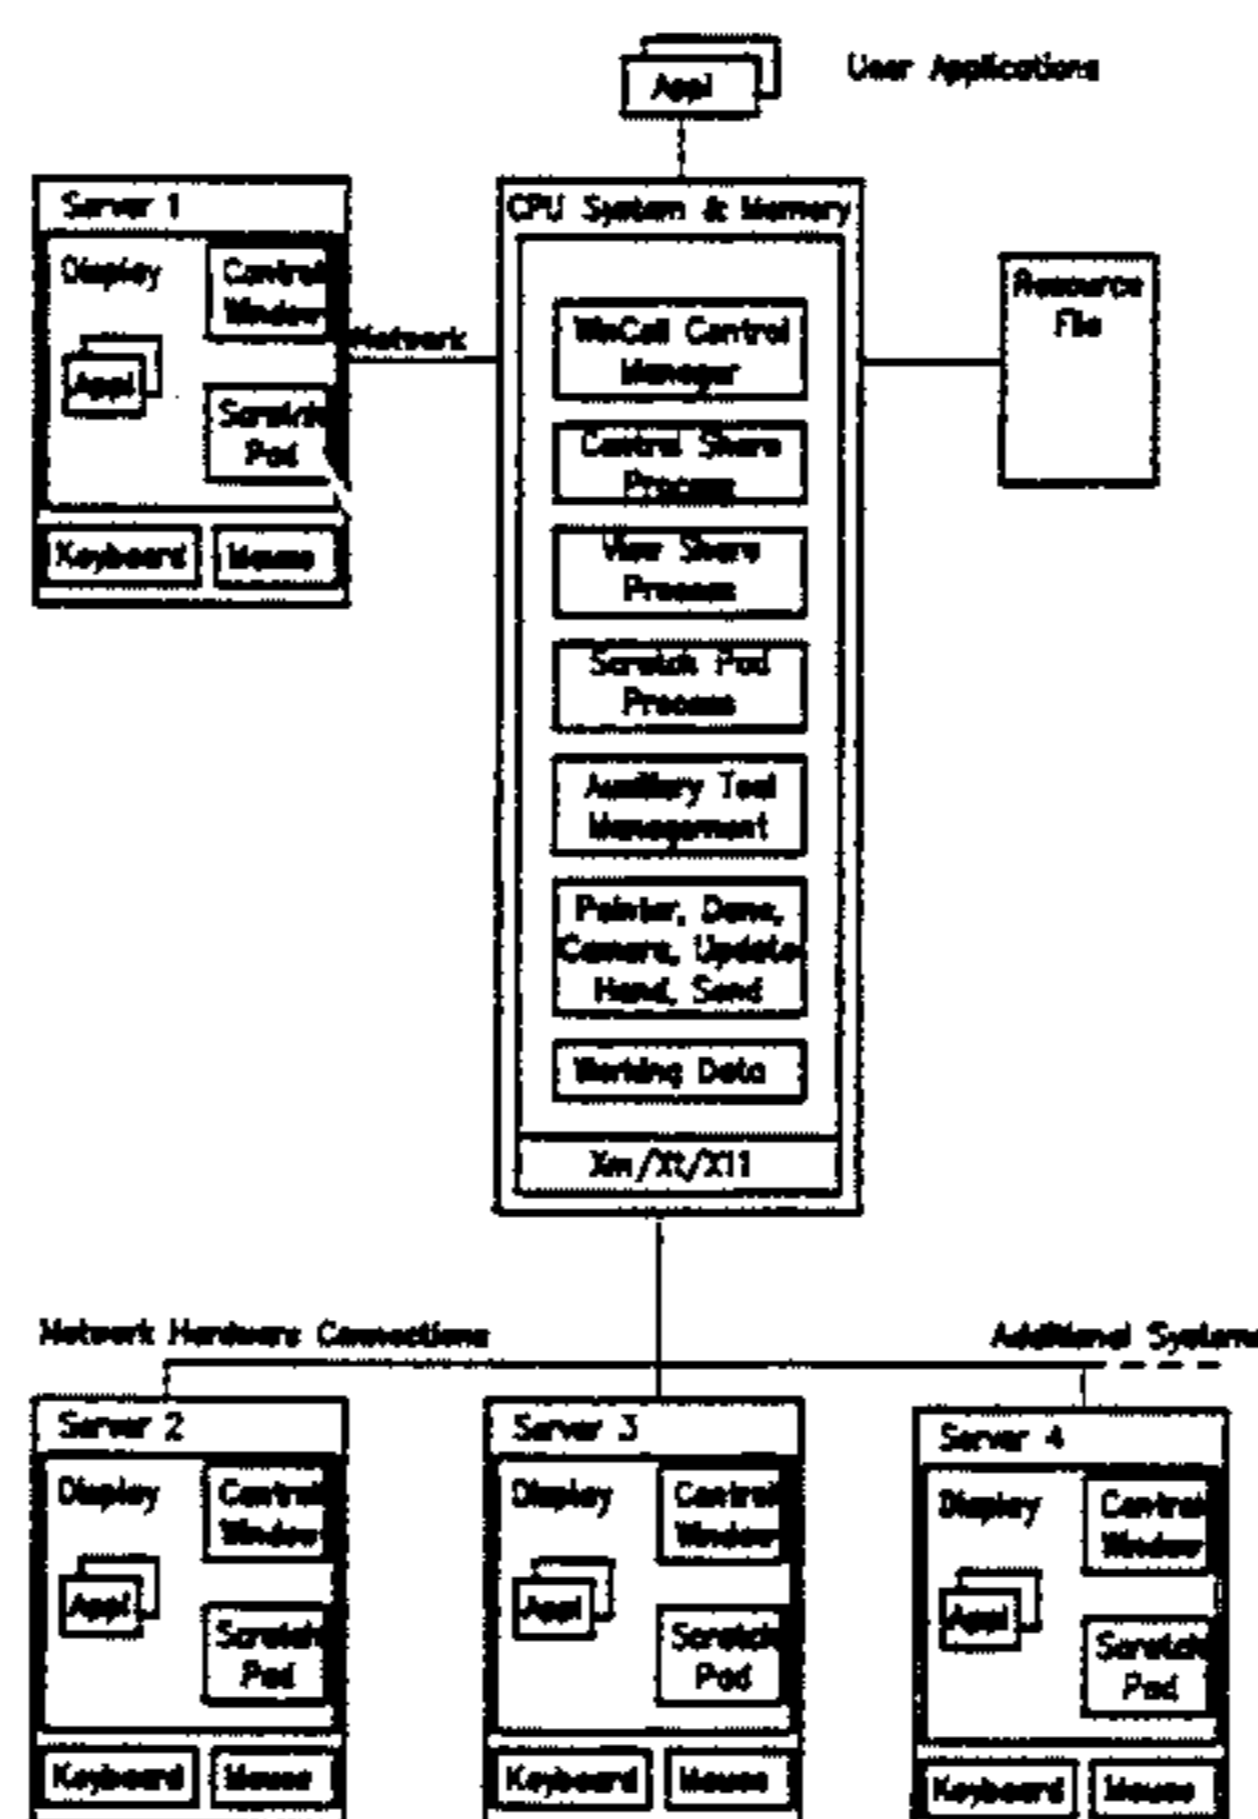 Appl
User Applications
Server 1
Display
Control
Window
Appl
Scratch
Pad
Keyboard
Mouse
Network
CPU System & Memory
WinCall Control
Manager
Control Share
Process
View Share
Process
Scratch Pad
Process
Auxiliary Tool
Management
Pointer, Done,
Camera, Update
Hand, Send
Working Data
Xm/Xt/X11
Resource
File
Network Hardware Connections
Additional Systems
Server 2
Display
Control
Window
Appl
Scratch
Pad
Keyboard
Mouse
Server 3
Display
Control
Window
Appl
Scratch
Pad
Keyboard
Mouse
Server 4
Display
Control
Window
Appl
Scratch
Pad
Keyboard
Mouse